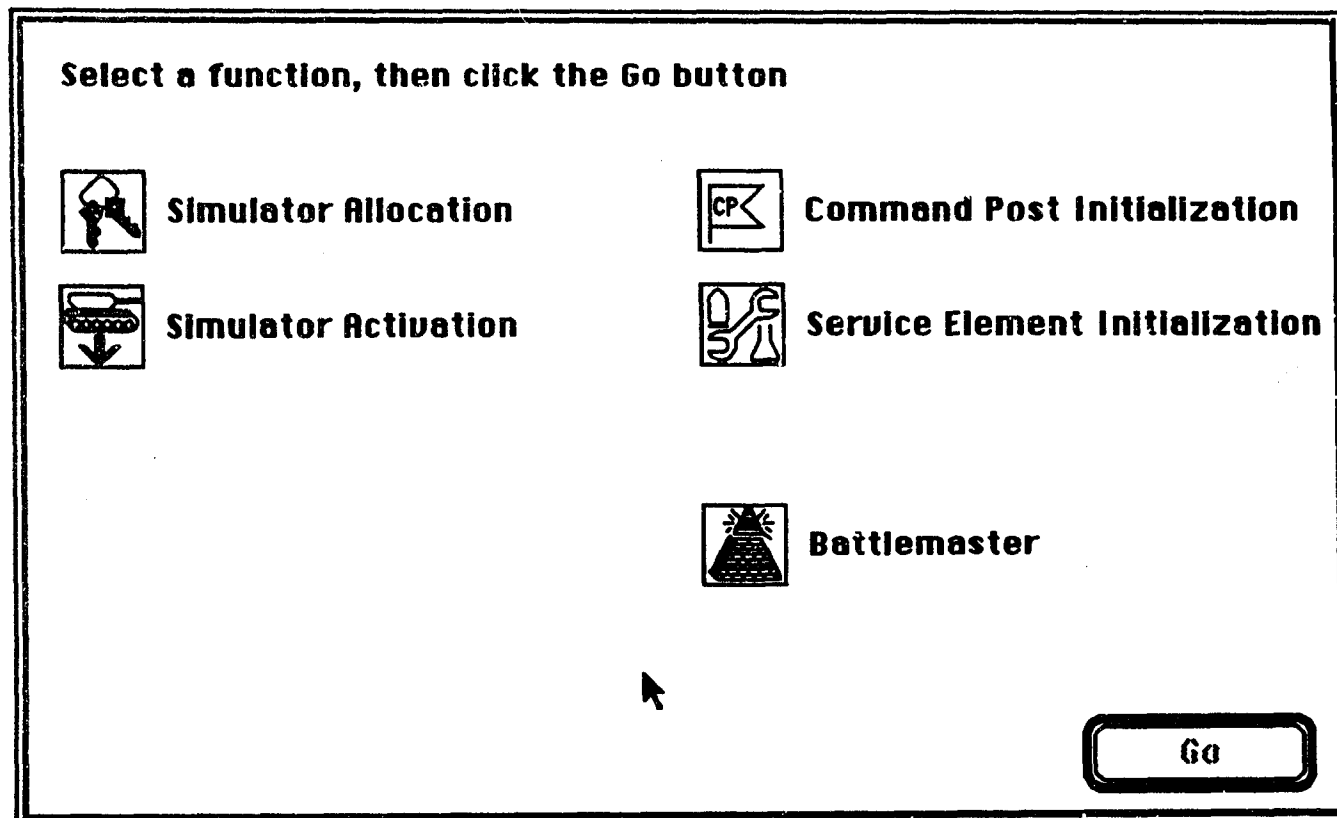 Select a function, then click the Go button
Simulator Allocation
CP
Command Post Initialization
Simulator Activation
Service Element Initialization
Battlemaster
Go